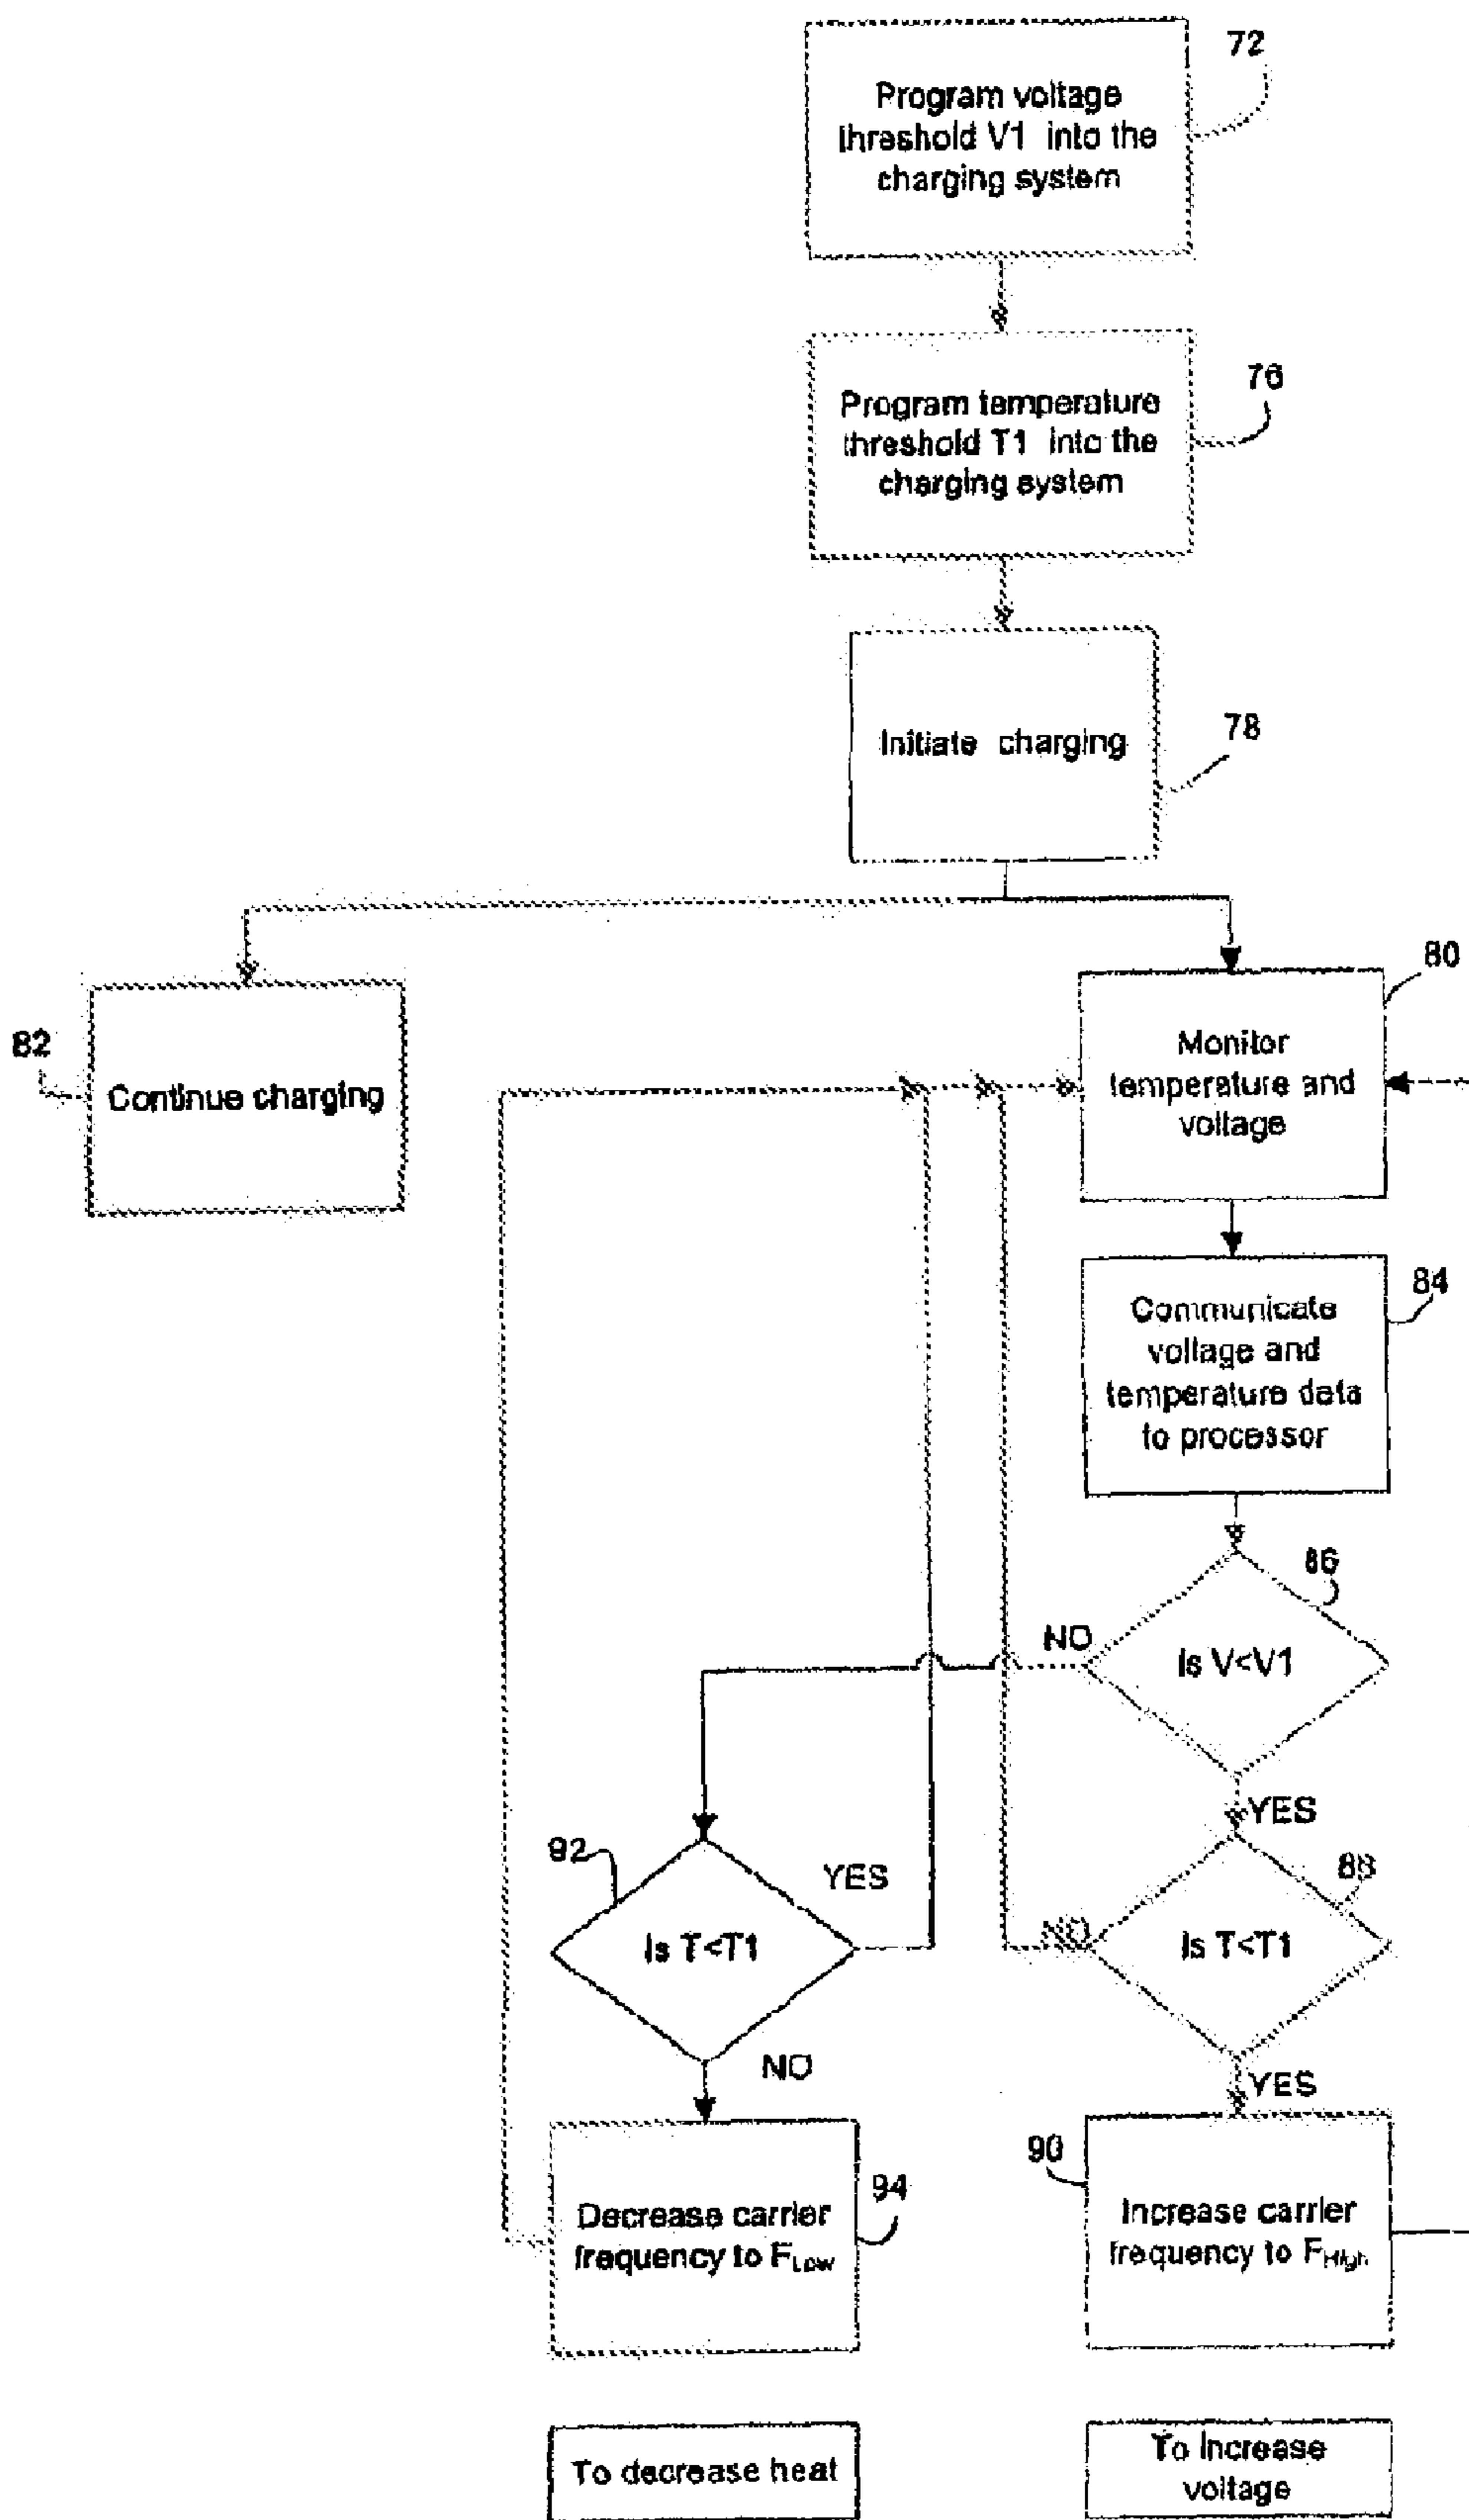 72
Program voltage
threshold V1 into the
charging system
76
Program temperature
threshold T1 into the
charging system
78
Initiate charging
80
82
Monitor
temperature and
voltage
Continue charging
84
Communicate
voltage and
temperature data
to processor
86
NO
Is V<V1
YES
92
YES
88
Is T<T1
NO
Is T<T1
NO
YES
90
94
Decrease carrier
frequency to FLow
Increase carrier
frequency to FHigh
To decrease heat
To increase
voltage